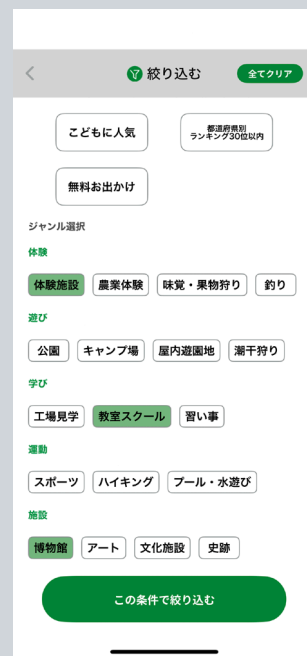 絞り込む
全てクリア
こどもに人気
都道府県別
ランキング30位以内
無料お出かけ
ジャンル選択
体験
体験施設 農業体験 味覚・果物狩り 釣り
遊び
公園 キャンプ場 屋内遊園地 潮干狩り
学び
工場見学 教室スクール 習い事
運動
スポーツ ハイキング プール・水遊び
施設
博物館 アート 文化施設 史跡
この条件で絞り込む